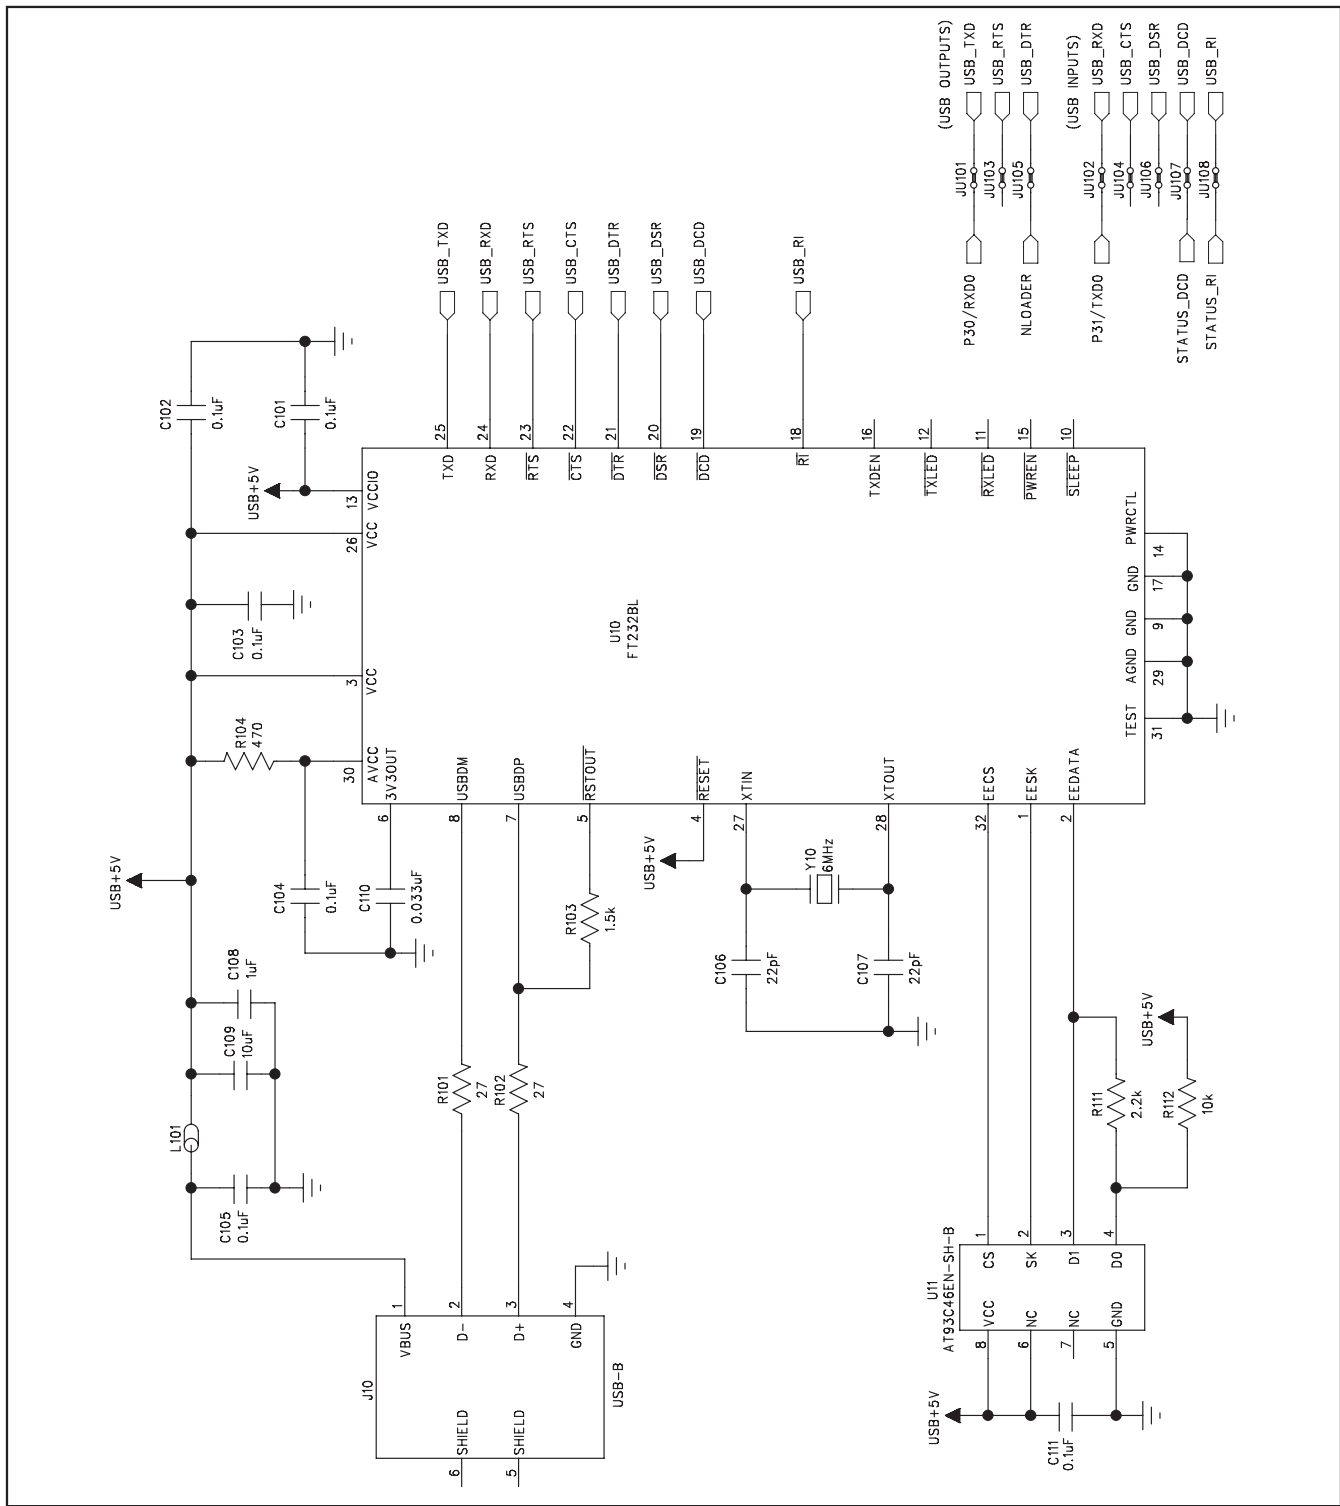 (USB OUTPUTS)
USB_TXD
USB_RTS
USB_DTR
(USB INPUTS)
USB_RXD
USB_CTS
USB_DSR
USB_DCD
USB_RI
JU101
JU103
JU105
JU102
JU104
JU106
JU107
JU108
P30/RXD0
NLOADER
P31/TXD0
STATUS_DCD
STATUS_RI
USB_TXD
USB_RXD
USB_RTS
USB_CTS
USB_DTR
USB_DSR
USB_DCD
USB_RI
25
24
23
22
21
20
19
18
16
12
11
15
10
TXD
RXD
RTS
CTS
DTR
DSR
DCD
RI
TXDEN
TXLED
RXLED
PWREN
SLEEP
C102
0.1uF
C101
0.1uF
USB+5V
13
VCCIO
26
VCC
C103
0.1uF
3
VCC
R104
470
30
AVCC
U10
FT232BL
PWRCTL
14
GND
17
GND
9
AGND
29
TEST
31
3V3OUT
USBDM
USBDP
RSTOUT
RESET
XTIN
XTOUT
EECS
EESK
EEDATA
6
8
7
5
4
27
28
32
1
2
USB+5V
C104
0.1uF
C110
0.033uF
R103
1.5k
USB+5V
Y10
6MHz
C106
22pF
C107
22pF
C108
1uF
C109
10uF
L101
C105
0.1uF
R101
27
R102
27
USB+5V
R111
2.2k
R112
10k
J10
USB-B
1
VBUS
2
D-
3
D+
4
GND
6
SHIELD
5
SHIELD
U11
AT93C46EN-SH-B
1
CS
2
SK
3
D1
4
D0
VCC
8
NC
6
NC
7
GND
5
USB+5V
C111
0.1uF